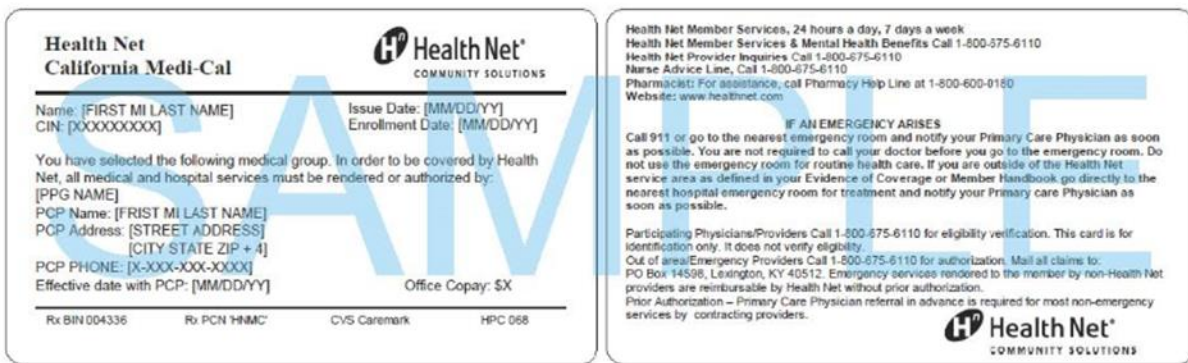 Health Net
California Medi-Cal
Health Net®
COMMUNITY SOLUTIONS
Name: [FIRST MI LAST NAME]
CIN: [XXXXXXXXX]
Issue Date: [MM/DD/YY]
Enrollment Date: [MM/DD/YY]
You have selected the following medical group. In order to be covered by Health
Net, all medical and hospital services must be rendered or authorized by:
[PPG NAME]
PCP Name: [FRIST MI LAST NAME]
PCP Address: [STREET ADDRESS]
[CITY STATE ZIP + 4]
PCP PHONE: [X-XXX-XXX-XXXX]
Effective date with PCP: [MM/DD/YY]
Office Copay: $X
Rx BIN 004336 Rx PCN 'HNMC' CVS Caremark HPC 068
Health Net Member Services, 24 hours a day, 7 days a week
Health Net Member Services & Mental Health Benefits Call 1-800-675-6110
Health Net Provider Inquiries Call 1-800-675-6110
Nurse Advice Line, Call 1-800-675-6110
Pharmacist: For assistance, call Pharmacy Help Line at 1-800-600-0180
Website: www.healthnet.com
IF AN EMERGENCY ARISES
Call 911 or go to the nearest emergency room and notify your Primary Care Physician as soon
as possible. You are not required to call your doctor before you go to the emergency room. Do
not use the emergency room for routine health care. If you are outside of the Health Net
service area as defined in your Evidence of Coverage or Member Handbook go directly to the
nearest hospital emergency room for treatment and notify your Primary care Physician as
soon as possible.
Participating Physicians/Providers Call 1-800-675-6110 for eligibility verification. This card is for
identification only. It does not verify eligibility.
Out of area/Emergency Providers Call 1-800-675-6110 for authorization. Mail all claims to:
PO Box 14598, Lexington, KY 40512. Emergency services rendered to the member by non-Health Net
providers are reimbursable by Health Net without prior authorization.
Prior Authorization – Primary Care Physician referral in advance is required for most non-emergency
services by contracting providers.
Health Net®
COMMUNITY SOLUTIONS
SAMPLE